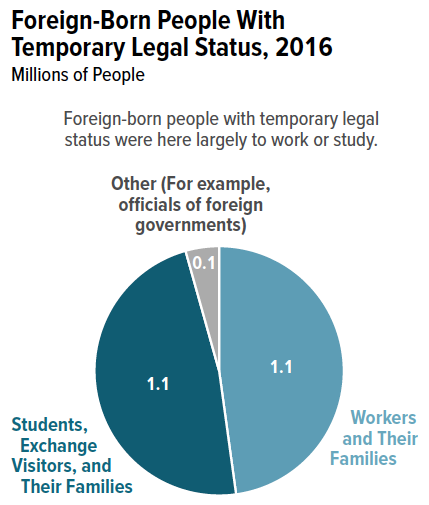 Foreign-Born People With
Temporary Legal Status, 2016
Millions of People
Foreign-born people with temporary legal
status were here largely to work or study.
Other (For example,
officials of foreign
governments)
0.1
1.1
1.1
Workers
and Their
Families
Students,
Exchange
Visitors, and
Their Families